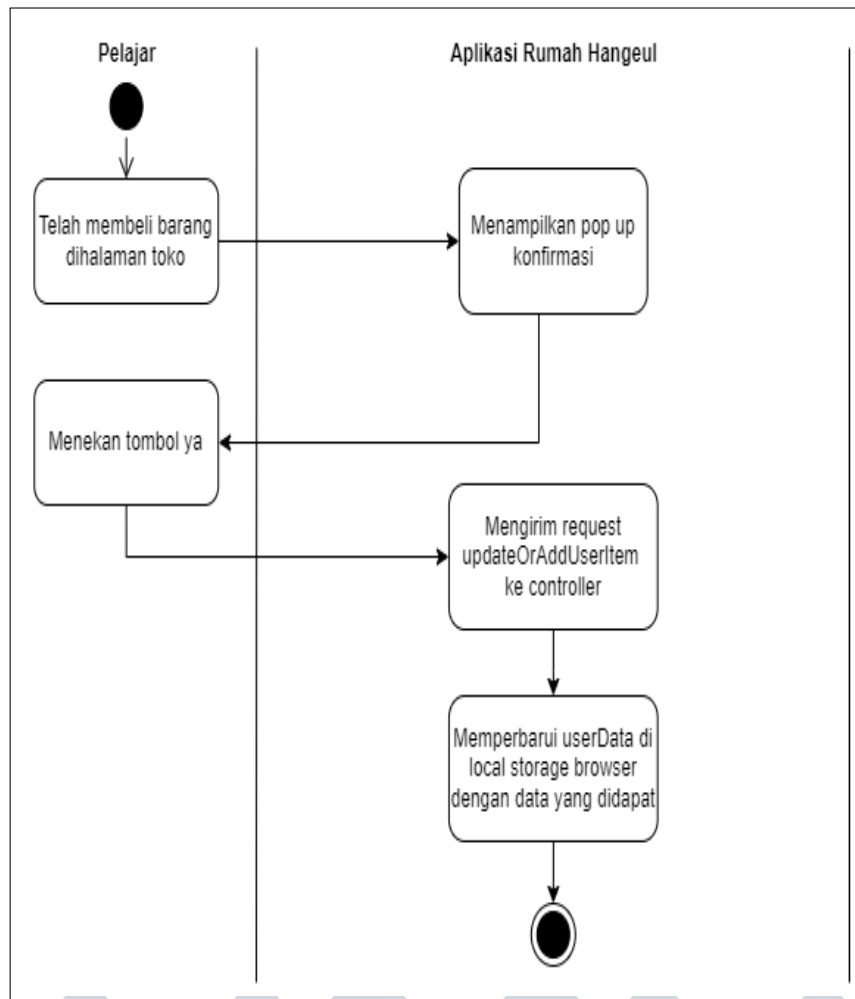 Pelajar
Aplikasi Rumah Hangeul
Telah membeli barang
dihalaman toko
Menampilkan pop up
konfirmasi
Menekan tombol ya
Mengirim request
updateOrAddUserItem
ke controller
Memperbarui userData di
local storage browser
dengan data yang didapat